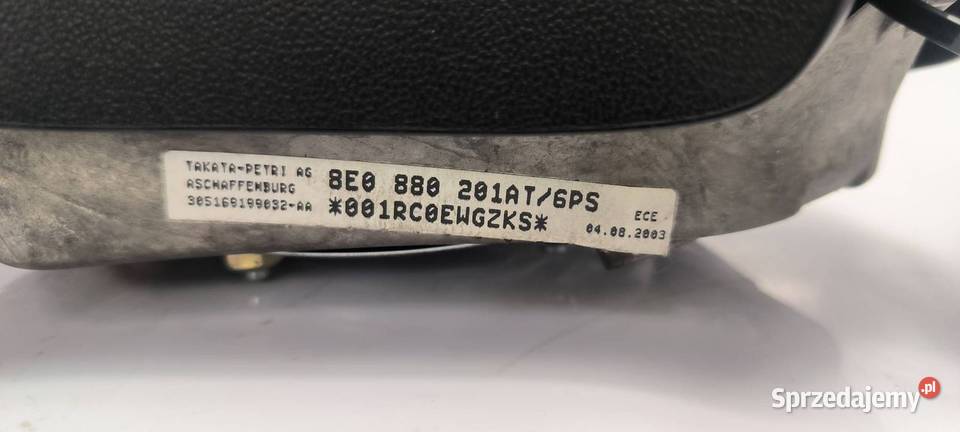 TAKATA-PETRI AG
ASCHAFFENBURG
305169199032-AA
8E0 880 201AT/6PS
*001RC0EWGZKS*
ECE
04.08.2003
Sprzedajemy.pl